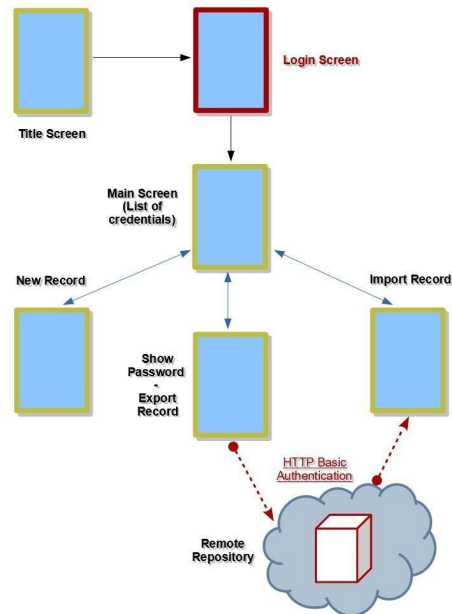 Login Screen
Title Screen
Main Screen
(List of
credentials)
New Record
Import Record
Show
Password
-
Export
Record
HTTP Basic
Authentication
Remote
Repository